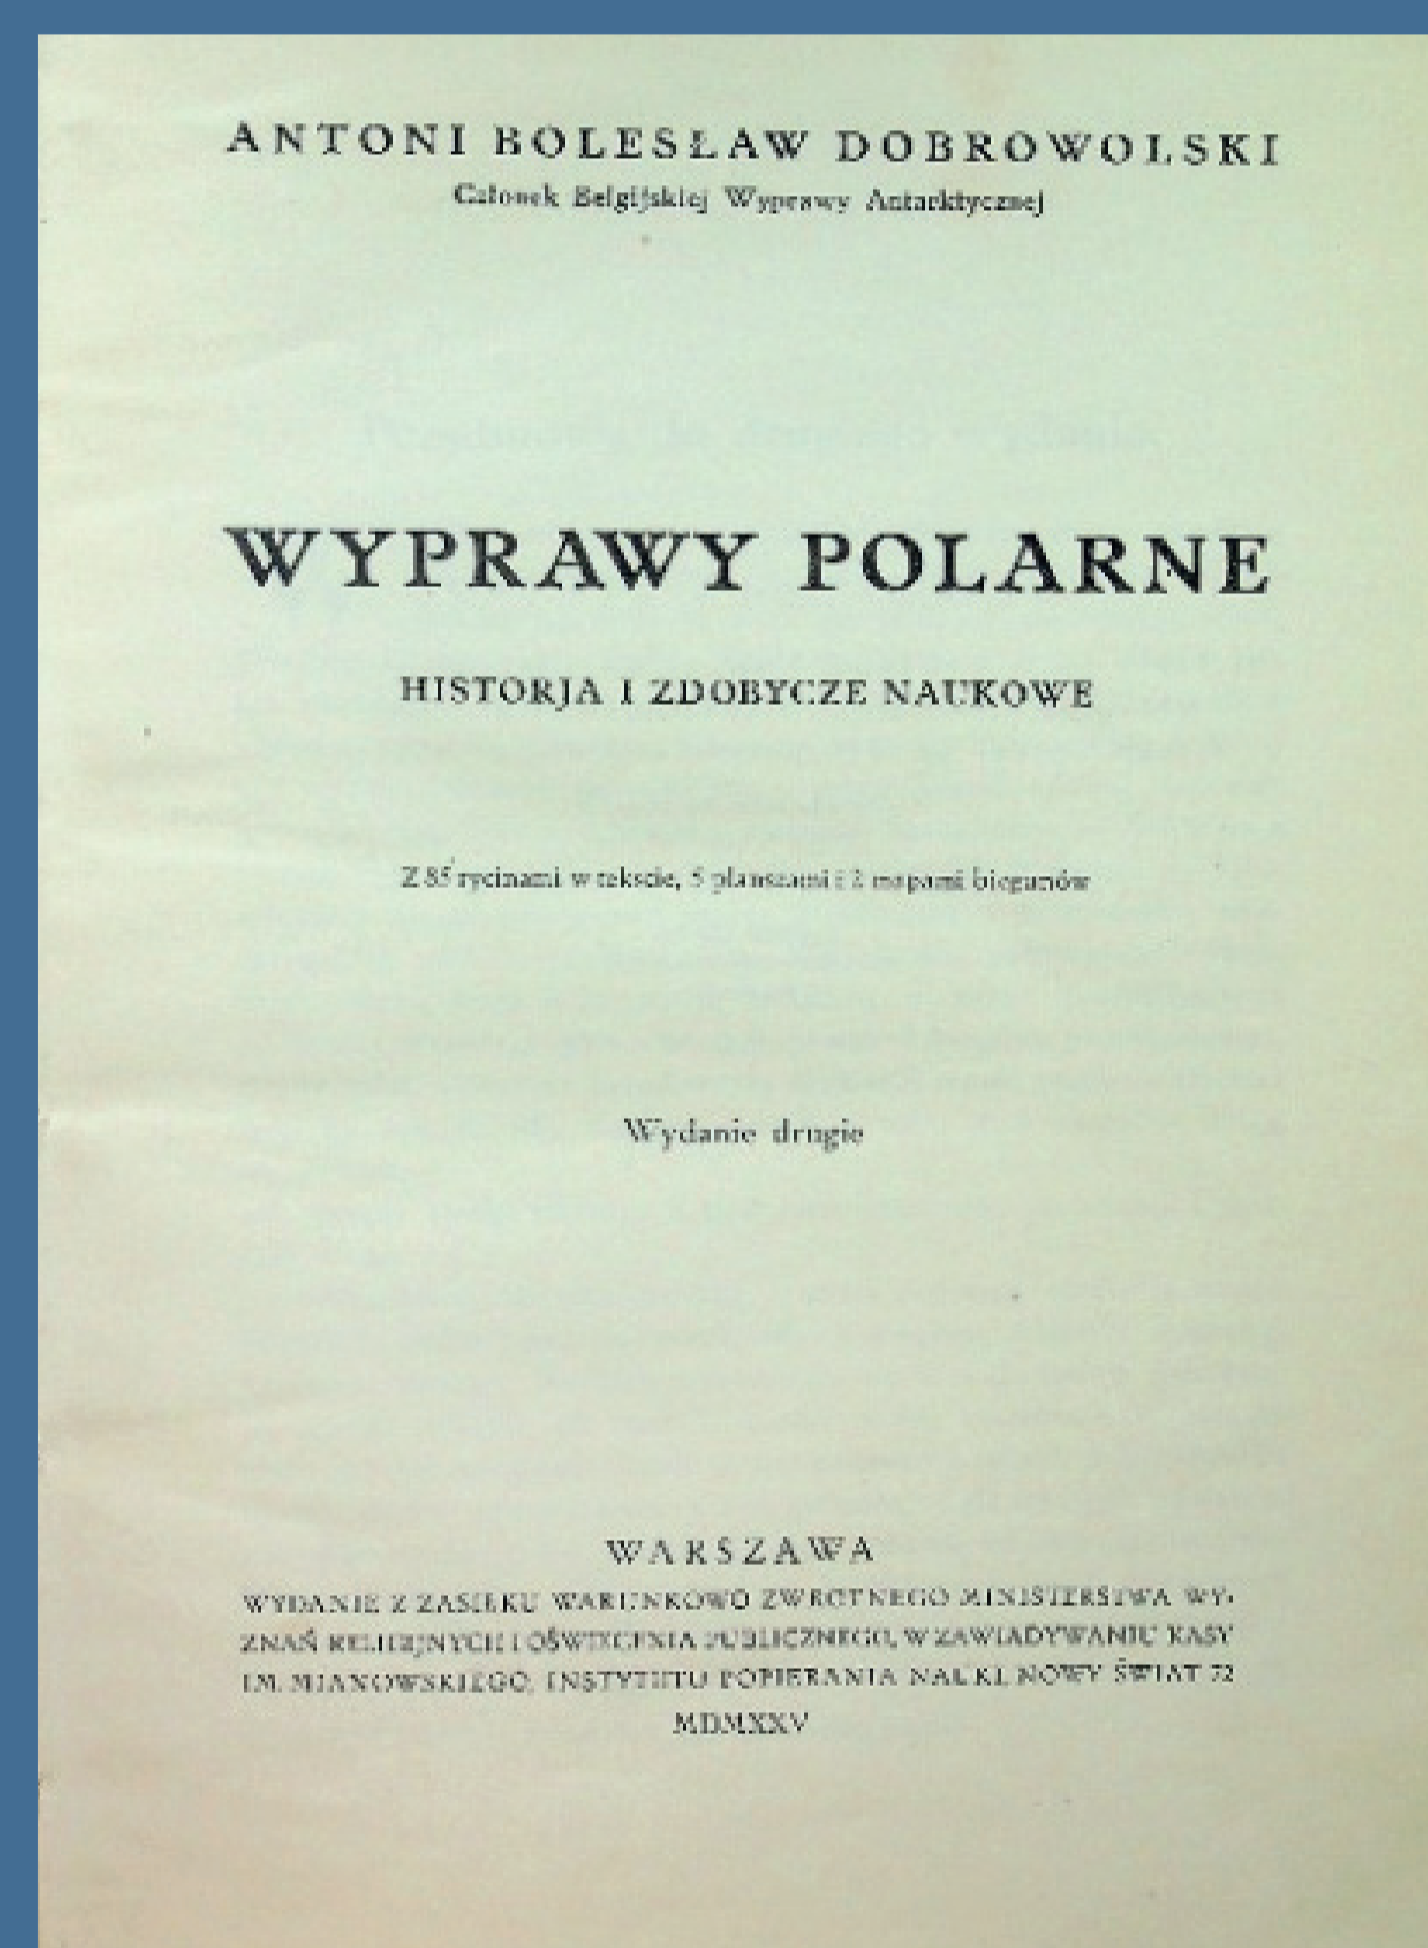 ANTONI BOLESŁAW DOBROWOLSKI
Członek Belgijskiej Wyprawy Antarktycznej
WYPRAWY POLARNE
HISTORJA I ZDOBYCZE NAUKOWE
Z 85 rycinami w tekście, 5 planszami i 2 mapami biegunów
Wydanie drugie
WARSZAWA
WYDANIE Z ZASIŁKU WARUNKOWO ZWROTNEGO MINISTERSTWA WY-
ZNAŃ RELIGIJNYCH I OŚWIECENIA PUBLICZNEGO, W ZAWIADYWANIU KASY
IM. MIANOWSKIEGO, INSTYTUTU POPIERANIA NAUKI, NOWY ŚWIAT 72
MDMXXV